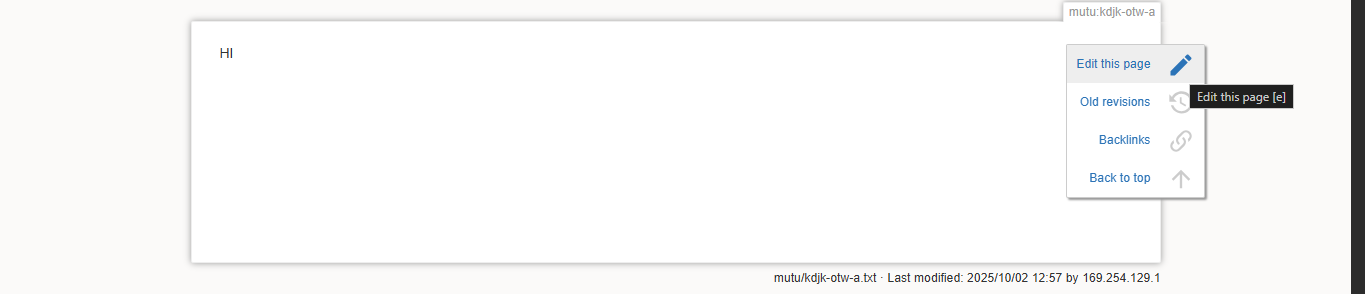 mutu:kdjk-otw-a
HI
Edit this page
Edit this page [e]
Old revisions
Backlinks
Back to top
mutu/kdjk-otw-a.txt · Last modified: 2025/10/02 12:57 by 169.254.129.1